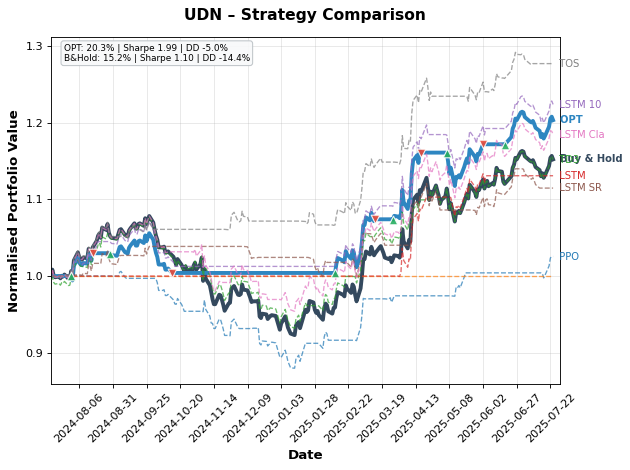 UDN – Strategy Comparison
OPT: 20.3% | Sharpe 1.99 | DD -5.0%
B&Hold: 15.2% | Sharpe 1.10 | DD -14.4%
Normalised Portfolio Value
1.3
1.2
1.1
1.0
0.9
TOS
LSTM 10
OPT
LSTM Cla
Buy & Hold
LSTM
LSTM SR
PPO
2024-08-06
2024-08-31
2024-09-25
2024-10-20
2024-11-14
2024-12-09
2025-01-03
2025-01-28
2025-02-22
2025-03-19
2025-04-13
2025-05-08
2025-06-02
2025-06-27
2025-07-22
Date